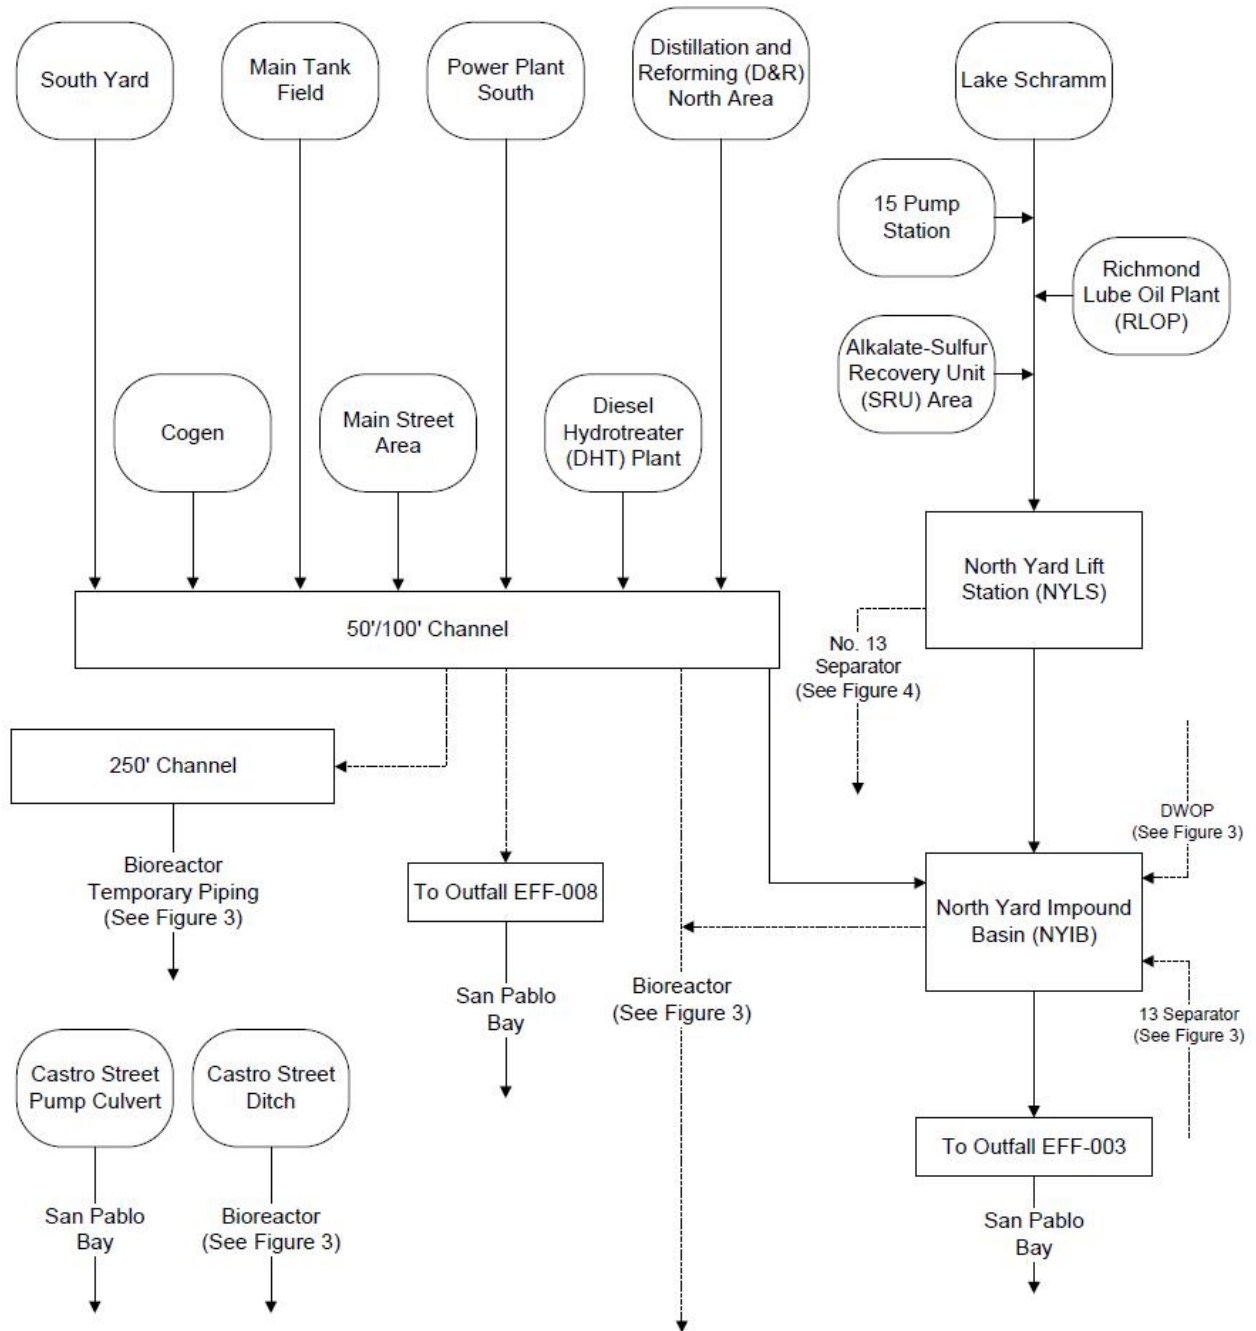 South Yard
Main Tank
Field
Power Plant
South
Distillation and
Reforming (D&R)
North Area
Lake Schramm
15 Pump
Station
Richmond
Lube Oil Plant
(RLOP)
Alkalate-Sulfur
Recovery Unit
(SRU) Area
Cogen
Main Street
Area
Diesel
Hydrotreater
(DHT) Plant
North Yard Lift
Station (NYLS)
50'/100' Channel
No. 13
Separator
(See Figure 4)
250' Channel
DWOP
(See Figure 3)
Bioreactor
Temporary Piping
(See Figure 3)
To Outfall EFF-008
North Yard Impound
Basin (NYIB)
San Pablo
Bay
Bioreactor
(See Figure 3)
13 Separator
(See Figure 3)
Castro Street
Pump Culvert
Castro Street
Ditch
To Outfall EFF-003
San Pablo
Bay
Bioreactor
(See Figure 3)
San Pablo
Bay